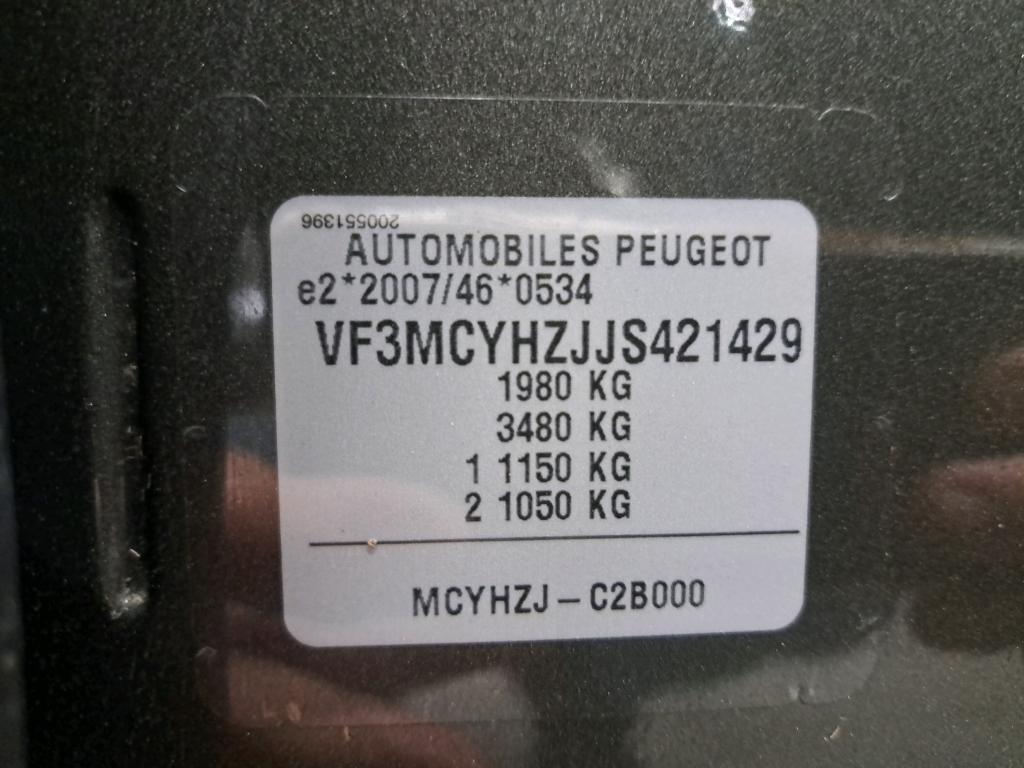 200551396
AUTOMOBILES PEUGEOT
e2*2007/46*0534
VF3MCYHZJJS421429
1980 KG
3480 KG
1 1150 KG
2 1050 KG
MCYHZJ – C2B000